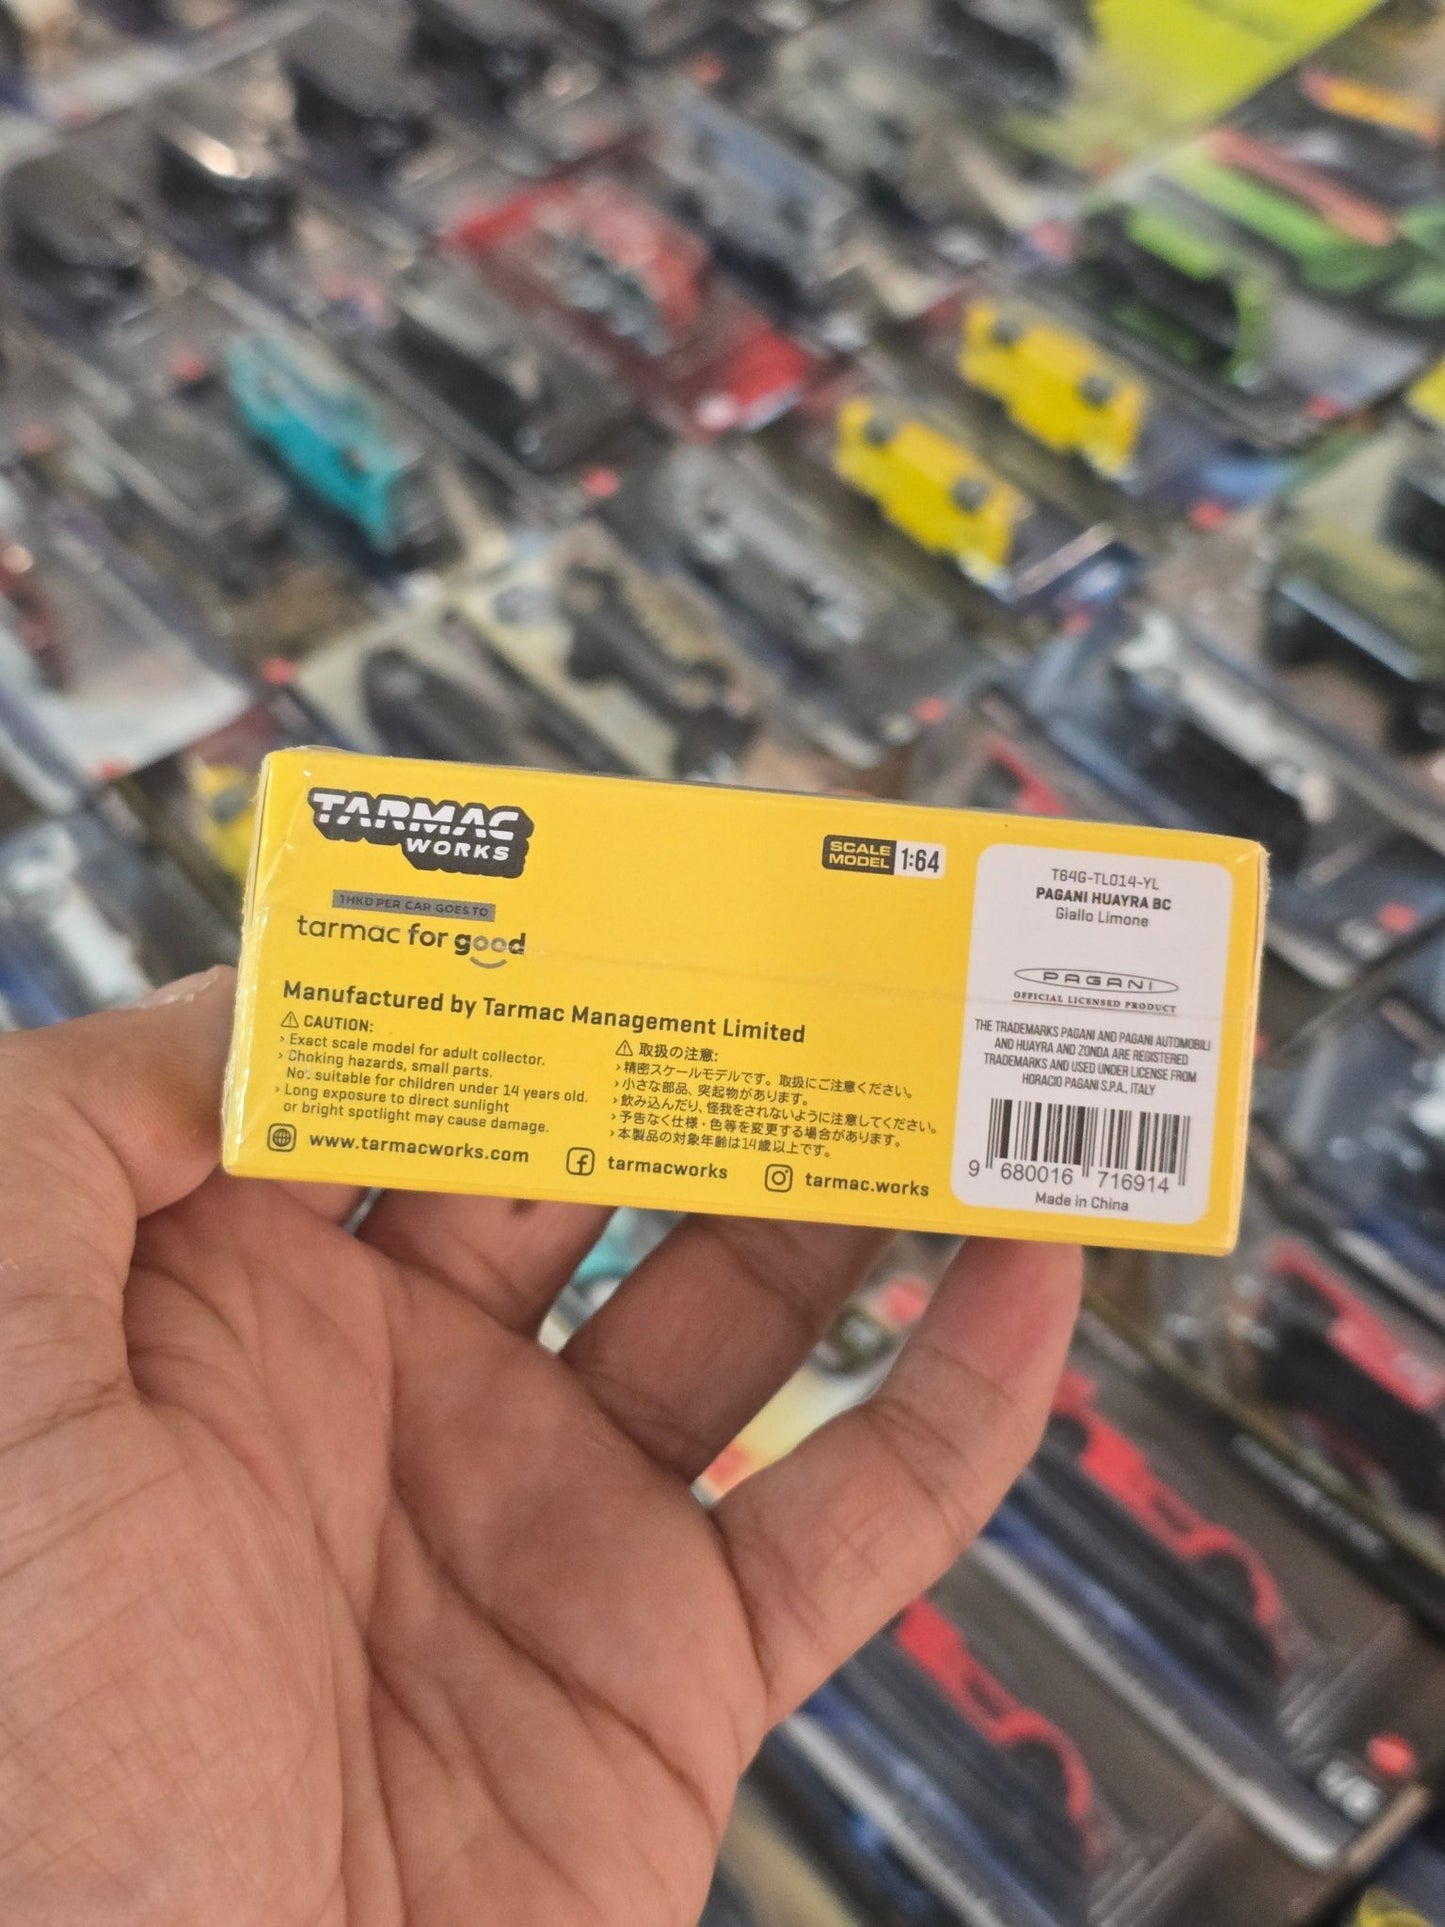 TARMAC
WORKS
1HKD PER CAR GOES TO
tarmac for good
Manufactured by Tarmac Management Limited
CAUTION:
› Exact scale model for adult collector.
› Choking hazards, small parts.
Not suitable for children under 14 years old.
› Long exposure to direct sunlight
or bright spotlight may cause damage.
取扱の注意:
› 精密スケールモデルです。取扱にご注意ください。
› 小さな部品、突起物があります。
› 飲み込んだり、怪我をされないように注意してください。
› 予告なく仕様・色等を変更する場合があります。
› 本製品の対象年齢は14歳以上です。
www.tarmacworks.com
tarmacworks
tarmac.works
SCALE
MODEL 1:64
T64G-TL014-YL
PAGANI HUAYRA BC
Giallo Limone
PAGANI
OFFICIAL LICENSED PRODUCT
THE TRADEMARKS PAGANI AND PAGANI AUTOMOBILI
AND HUAYRA AND ZONDA ARE REGISTERED
TRADEMARKS AND USED UNDER LICENSE FROM
HORACIO PAGANI S.P.A., ITALY
9 680016 716914
Made in China